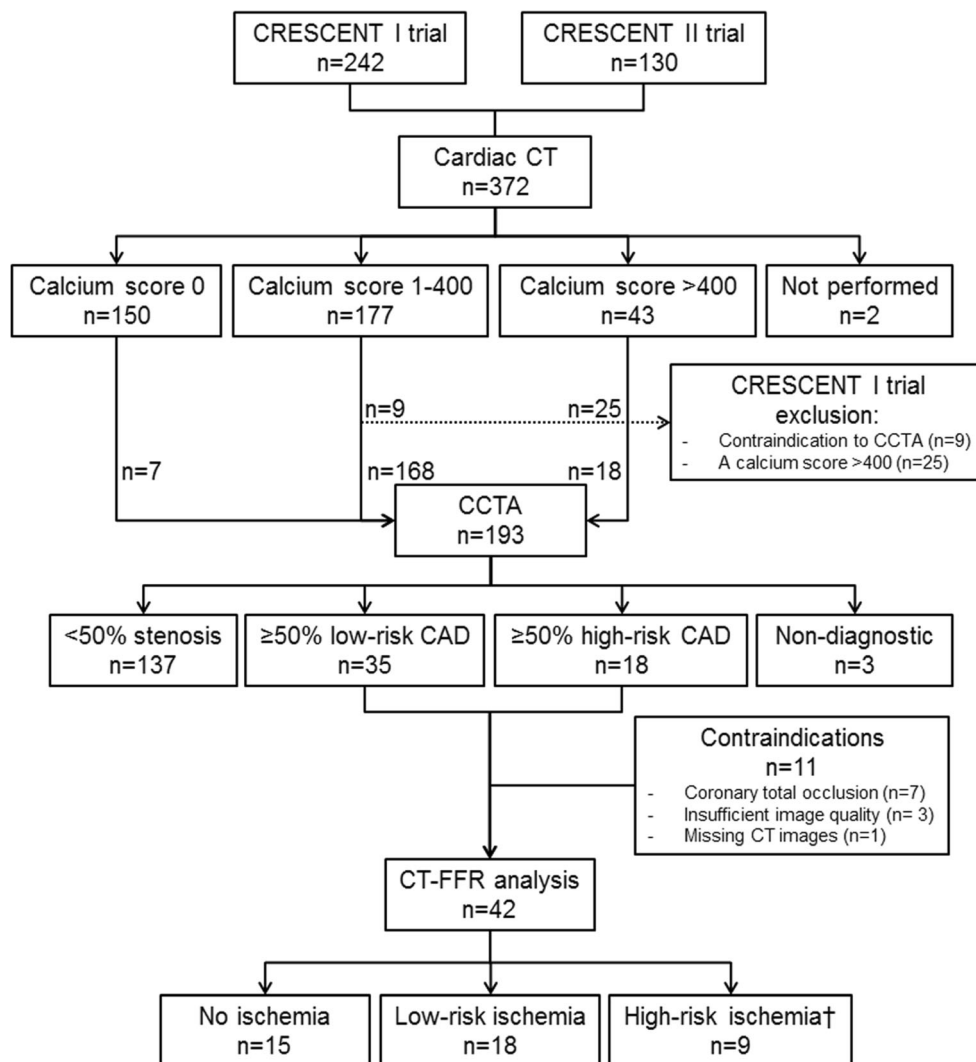 CRESCENT I trial
n=242
CRESCENT II trial
n=130
Cardiac CT
n=372
Calcium score 0
n=150
Calcium score 1-400
n=177
Calcium score >400
n=43
Not performed
n=2
n=9
n=25
CRESCENT I trial
exclusion:
- Contraindication to CCTA (n=9)
- A calcium score >400 (n=25)
n=7
n=168
n=18
CCTA
n=193
<50% stenosis
n=137
≥50% low-risk CAD
n=35
≥50% high-risk CAD
n=18
Non-diagnostic
n=3
Contraindications
n=11
- Coronary total occlusion (n=7)
- Insufficient image quality (n= 3)
- Missing CT images (n=1)
CT-FFR analysis
n=42
No ischemia
n=15
Low-risk ischemia
n=18
High-risk ischemia†
n=9